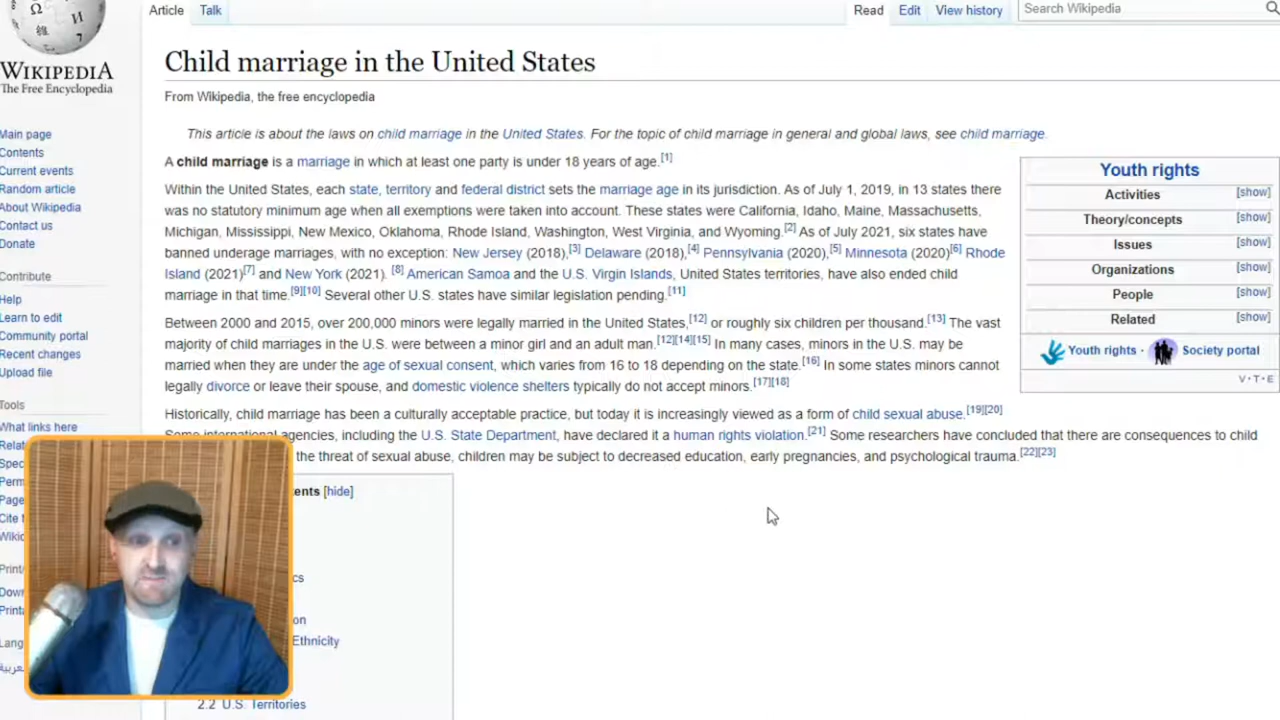 Article Talk Read Edit View history Search Wikipedia
WIKIPEDIA
The Free Encyclopedia
Main page
Contents
Current events
Random article
About Wikipedia
Contact us
Donate
Contribute
Help
Learn to edit
Community portal
Recent changes
Upload file
Tools
What links here
Relat
Spec
Perm
Page
Cite t
Wikid
Print/
Down
Printa
Lang
العربية
Child marriage in the United States
From Wikipedia, the free encyclopedia
This article is about the laws on child marriage in the United States. For the topic of child marriage in general and global laws, see child marriage.
A child marriage is a marriage in which at least one party is under 18 years of age.[1]
Within the United States, each state, territory and federal district sets the marriage age in its jurisdiction. As of July 1, 2019, in 13 states there
was no statutory minimum age when all exemptions were taken into account. These states were California, Idaho, Maine, Massachusetts,
Michigan, Mississippi, New Mexico, Oklahoma, Rhode Island, Washington, West Virginia, and Wyoming.[2] As of July 2021, six states have
banned underage marriages, with no exception: New Jersey (2018),[3] Delaware (2018),[4] Pennsylvania (2020),[5] Minnesota (2020)[6] Rhode
Island (2021)[7] and New York (2021). [8] American Samoa and the U.S. Virgin Islands, United States territories, have also ended child
marriage in that time.[9][10] Several other U.S. states have similar legislation pending.[11]
Between 2000 and 2015, over 200,000 minors were legally married in the United States,[12] or roughly six children per thousand.[13] The vast
majority of child marriages in the U.S. were between a minor girl and an adult man.[12][14][15] In many cases, minors in the U.S. may be
married when they are under the age of sexual consent, which varies from 16 to 18 depending on the state.[16] In some states minors cannot
legally divorce or leave their spouse, and domestic violence shelters typically do not accept minors.[17][18]
Historically, child marriage has been a culturally acceptable practice, but today it is increasingly viewed as a form of child sexual abuse.[19][20]
Some international agencies, including the U.S. State Department, have declared it a human rights violation.[21] Some researchers have concluded that there are consequences to child
the threat of sexual abuse, children may be subject to decreased education, early pregnancies, and psychological trauma.[22][23]
Youth rights
Activities [show]
Theory/concepts [show]
Issues [show]
Organizations [show]
People [show]
Related [show]
Youth rights · Society portal
V·T·E
ents [hide]
cs
on
Ethnicity
2.2 U.S. Territories